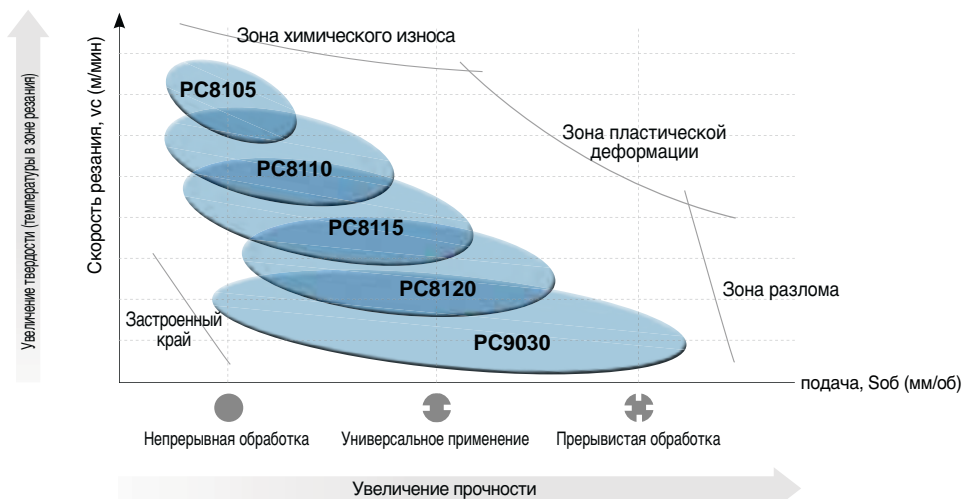 Увеличение твердости (температуры в зоне резания)
Скорость резания, vc (м/мин)
Зона химического износа
PC8105
Зона пластической
деформации
PC8110
PC8115
PC8120
Зона разлома
Застроенный
край
PC9030
подача, Sоб (мм/об)
Непрерывная обработка
Универсальное применение
Прерывистая обработка
Увеличение прочности